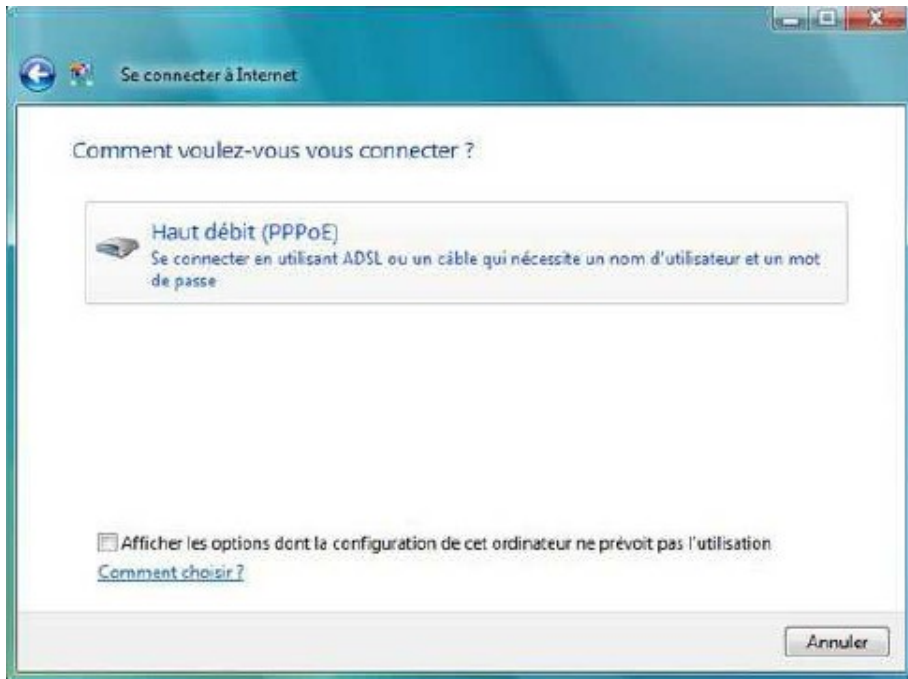 Se connecter à Internet
Comment voulez-vous vous connecter ?
Haut débit (PPPoE)
Se connecter en utilisant ADSL ou un câble qui nécessite un nom d'utilisateur et un mot
de passe
Afficher les options dont la configuration de cet ordinateur ne prévoit pas l'utilisation
Comment choisir ?
Annuler